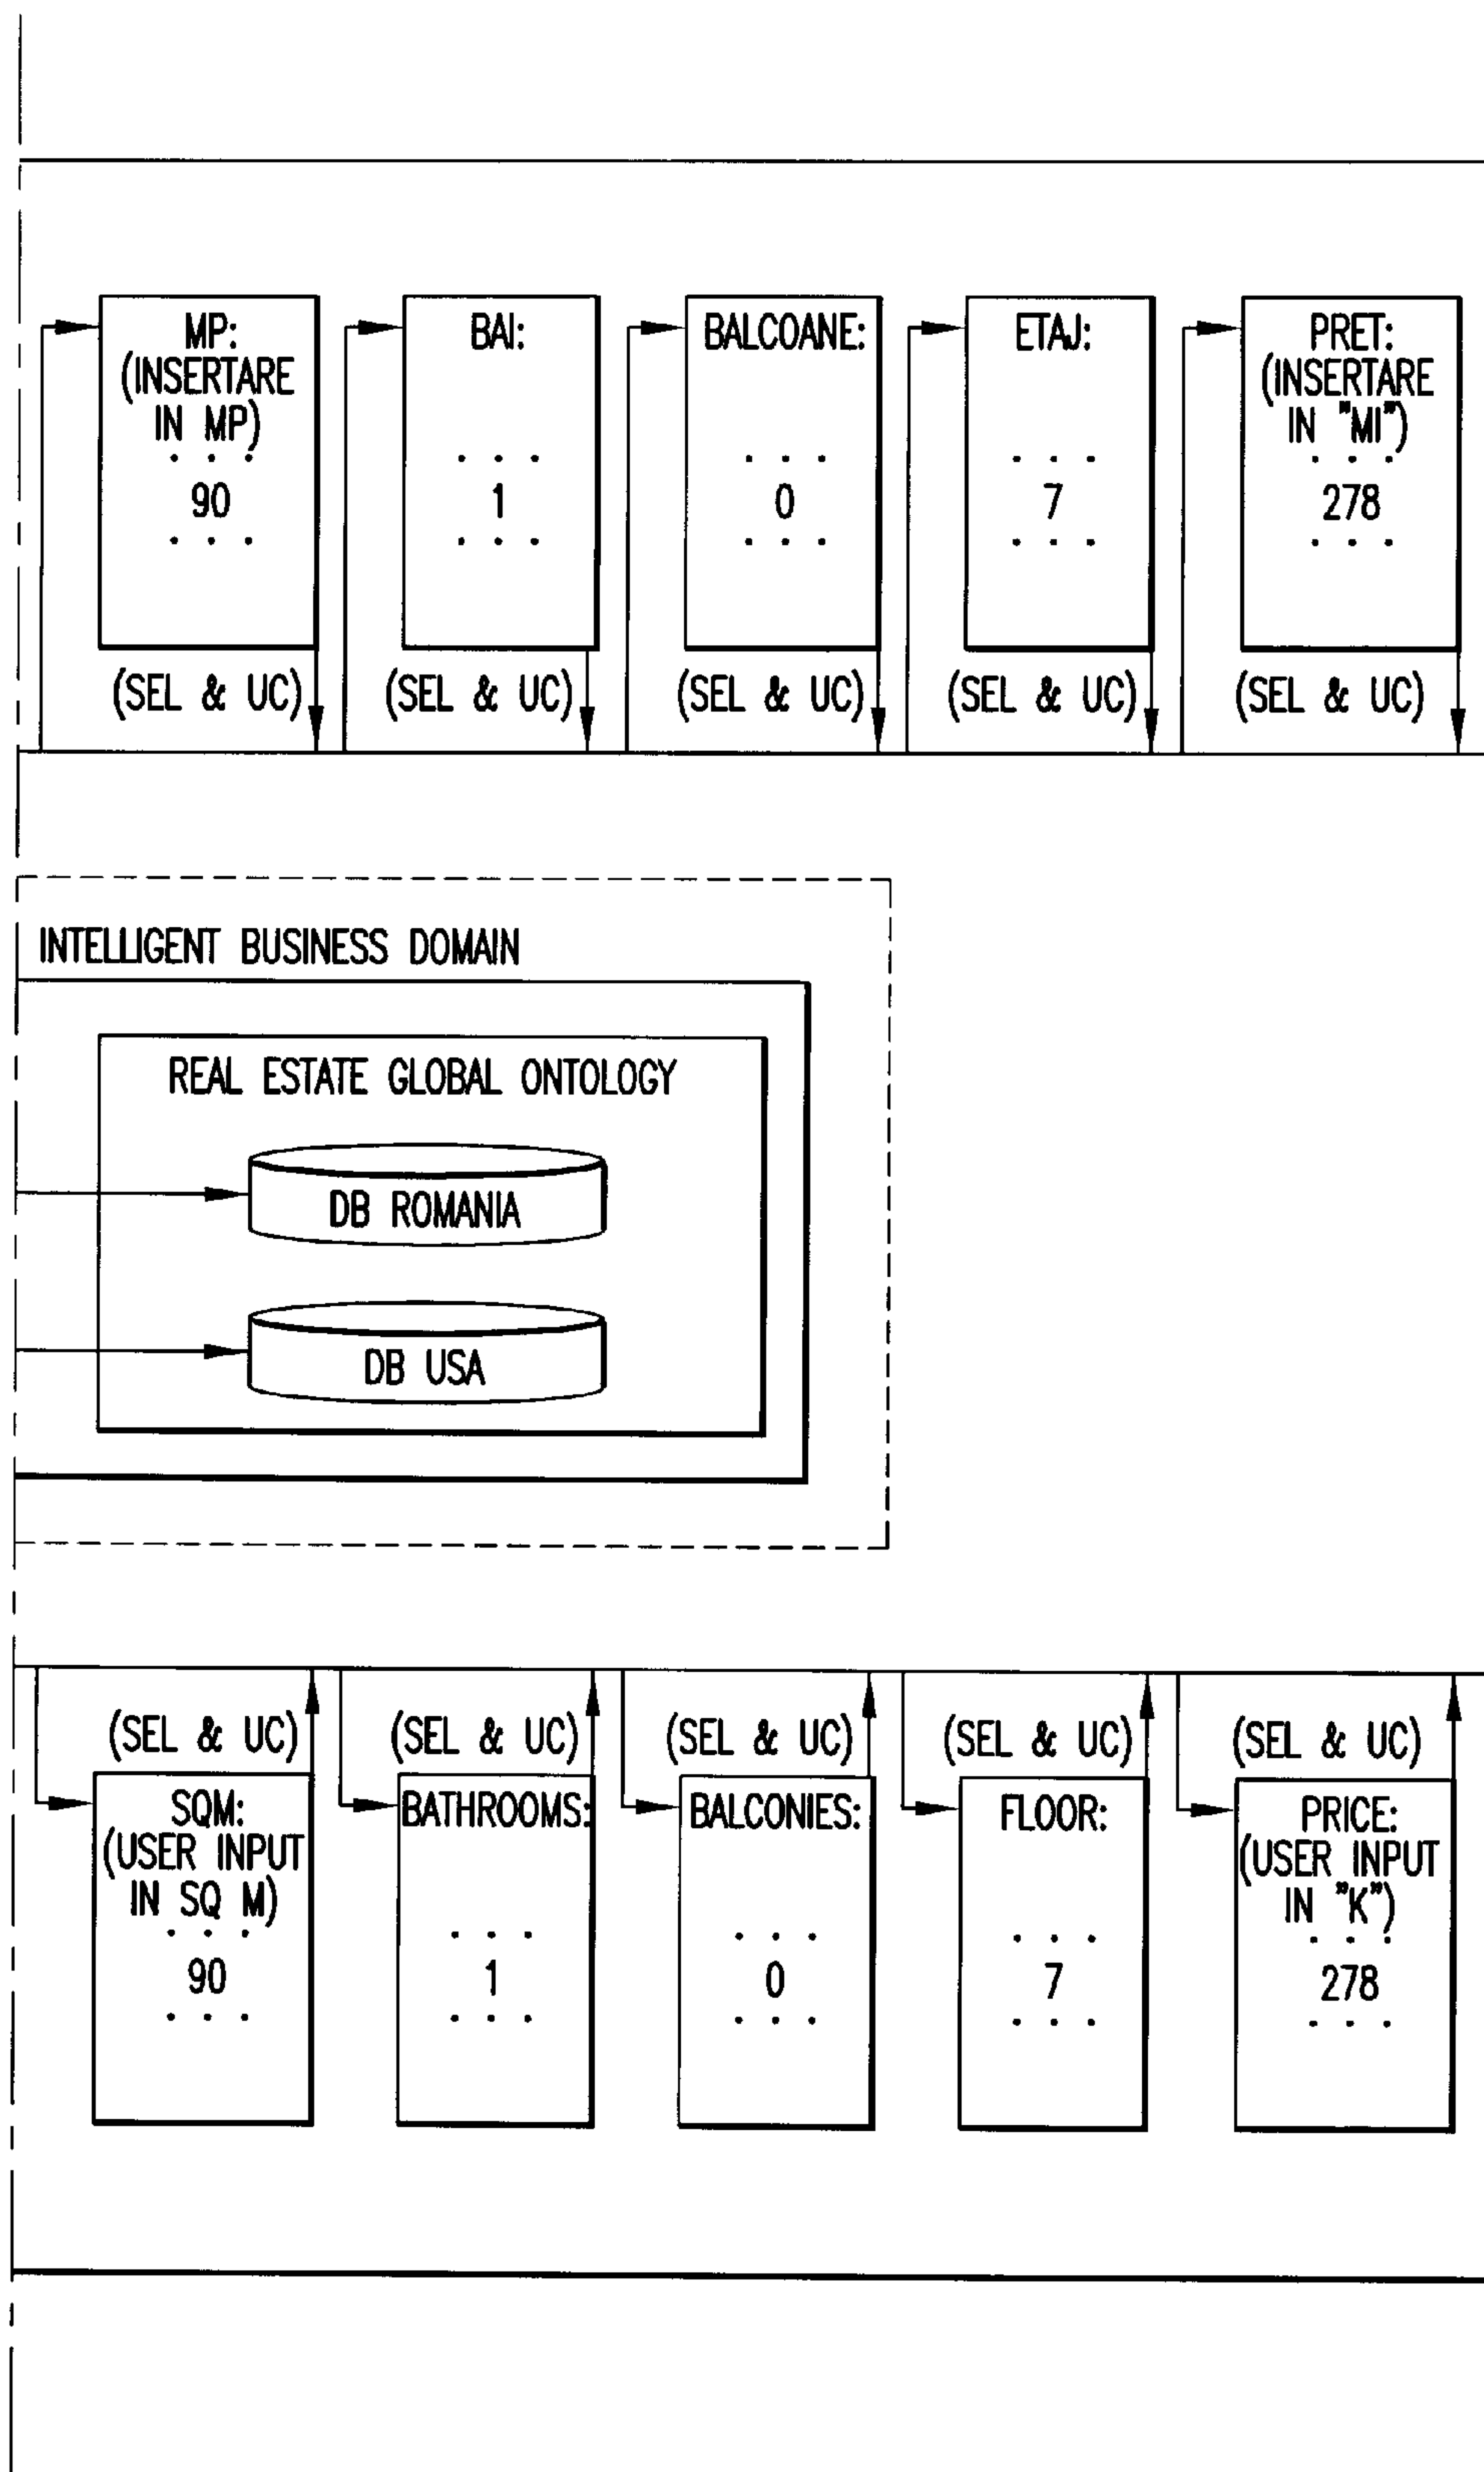 MP:
(INSERTARE
IN MP)
. . .
90
. . .
(SEL & UC)
BAI:
. . .
1
. . .
(SEL & UC)
BALCOANE:
. . .
0
. . .
(SEL & UC)
ETAJ:
. . .
7
. . .
(SEL & UC)
PRET:
(INSERTARE
IN "MI")
. . .
278
. . .
(SEL & UC)
INTELLIGENT BUSINESS DOMAIN
REAL ESTATE GLOBAL ONTOLOGY
DB ROMANIA
DB USA
(SEL & UC)
SQM:
(USER INPUT
IN SQ M)
. . .
90
. . .
(SEL & UC)
BATHROOMS:
. . .
1
. . .
(SEL & UC)
BALCONIES:
. . .
0
. . .
(SEL & UC)
FLOOR:
. . .
7
. . .
(SEL & UC)
PRICE:
(USER INPUT
IN "K")
. . .
278
. . .